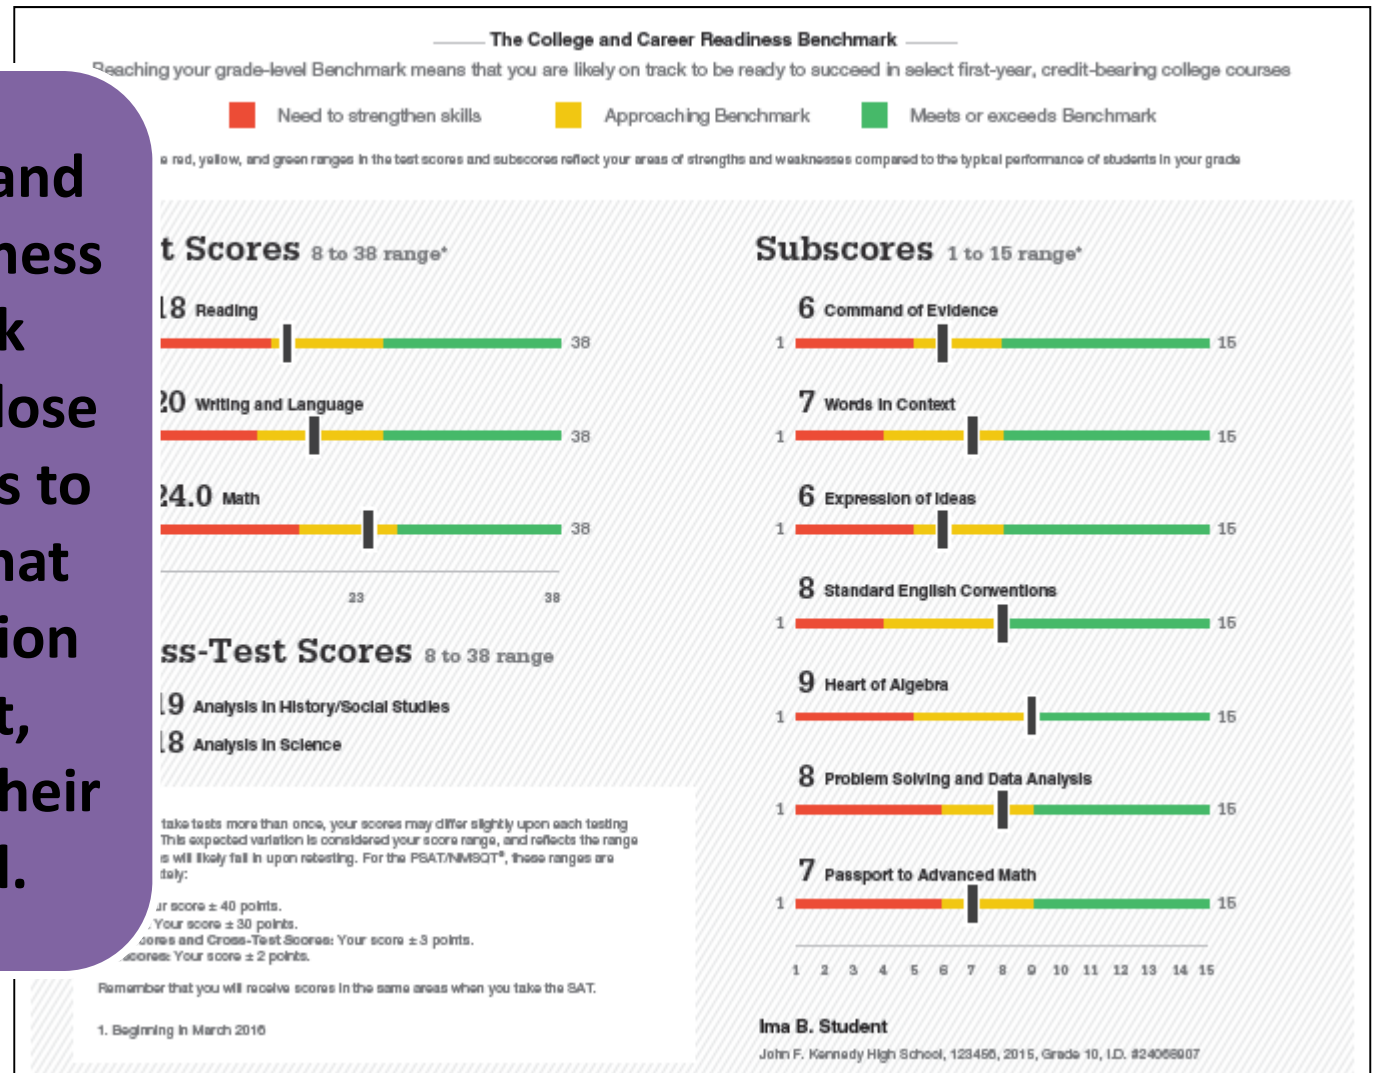 The College and Career Readiness Benchmark
Reaching your grade-level Benchmark means that you are likely on track to be ready to succeed in select first-year, credit-bearing college courses
Need to strengthen skills
Approaching Benchmark
Meets or exceeds Benchmark
e red, yellow, and green ranges in the test scores and subscores reflect your areas of strengths and weaknesses compared to the typical performance of students in your grade
and
ness
k
lose
s to
hat
ion
t,
heir
l.
t Scores 8 to 38 range*
18 Reading
38
20 Writing and Language
38
24.0 Math
38
23 38
ss-Test Scores 8 to 38 range
19 Analysis in History/Social Studies
18 Analysis in Science
take tests more than once, your scores may differ slightly upon each testing
This expected variation is considered your score range, and reflects the range
s will likely fall in upon retesting. For the PSAT/NMSQT®, these ranges are
tely:
ur score ± 40 points.
Your score ± 30 points.
ores and Cross-Test Scores: Your score ± 3 points.
scores: Your score ± 2 points.
Remember that you will receive scores in the same areas when you take the SAT.
1. Beginning in March 2016
Subscores 1 to 15 range*
6 Command of Evidence
1 15
7 Words in Context
1 15
6 Expression of Ideas
1 15
8 Standard English Conventions
1 15
9 Heart of Algebra
1 15
8 Problem Solving and Data Analysis
1 15
7 Passport to Advanced Math
1 15
1 2 3 4 5 6 7 8 9 10 11 12 13 14 15
Ima B. Student
John F. Kennedy High School, 123456, 2015, Grade 10, I.D. #24068907